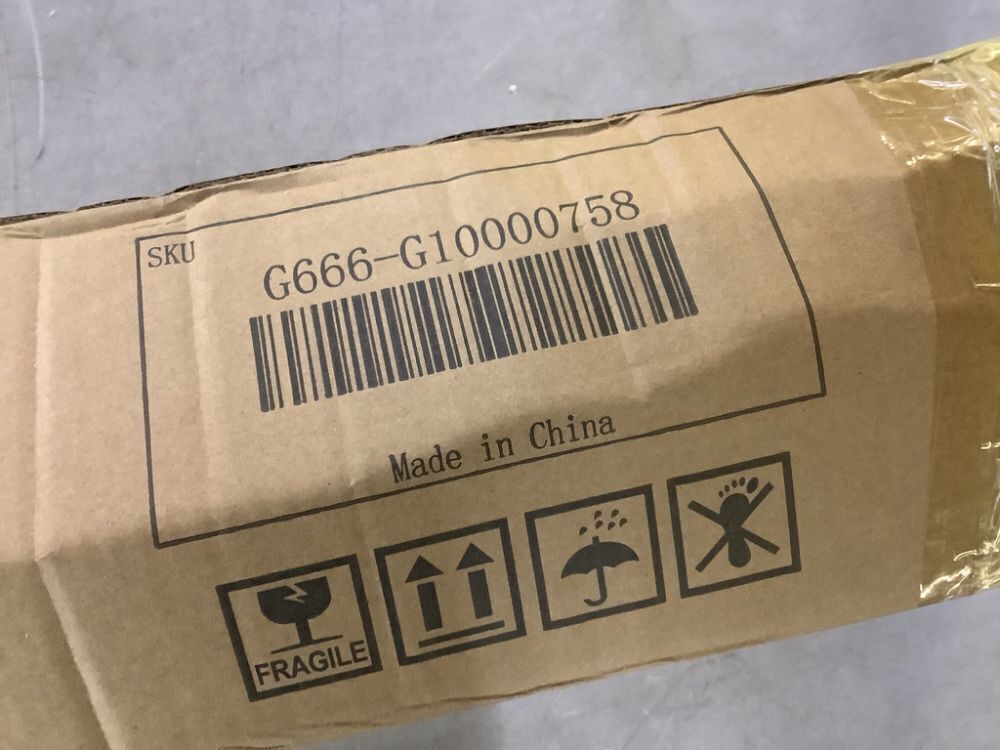 SKU
G666-G10000758
Made in China
FRAGILE